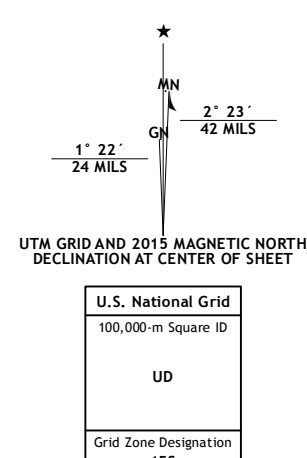 ★
MN
2° 23´
42 MILS
GN
1° 22´
24 MILS
UTM GRID AND 2015 MAGNETIC NORTH
DECLINATION AT CENTER OF SHEET
U.S. National Grid
100,000-m Square ID
UD
Grid Zone Designation